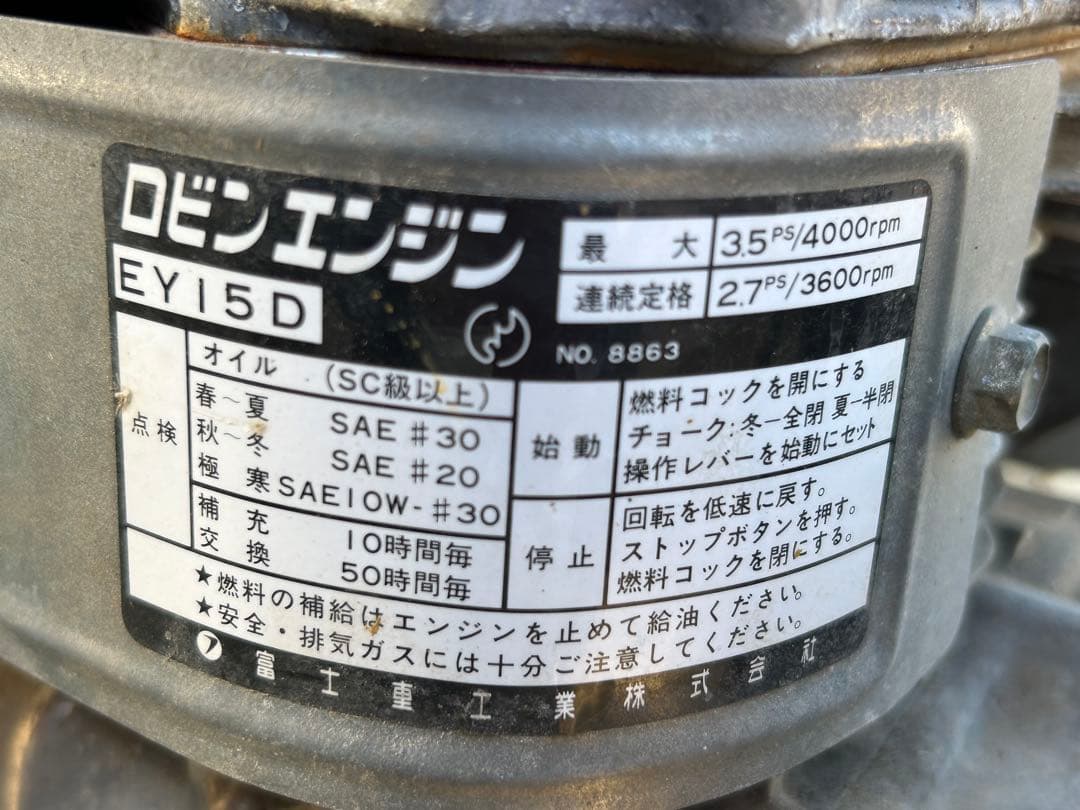 ロビンエンジン
EY15D
最大 3.5PS/4000rpm
連続定格 2.7PS/3600rpm
NO. 8863
点検
オイル (SC級以上)
春～夏 SAE #30
秋～冬 SAE #20
極寒 SAE10W-#30
補充 10時間毎
交換 50時間毎
始動
燃料コックを開にする
チョーク:冬ー全閉 夏ー半閉
操作レバーを始動にセット
停止
回転を低速に戻す。
ストップボタンを押す。
燃料コックを閉にする。
★燃料の補給はエンジンを止めて給油ください。
★安全・排気ガスには十分ご注意してください。
富士重工業株式会社